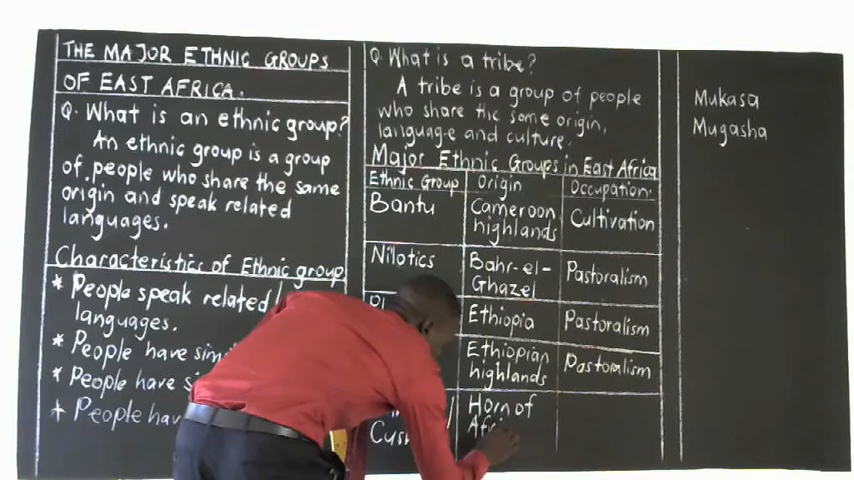 THE MAJOR ETHNIC GROUPS
OF EAST AFRICA.
Q. What is an ethnic group?
An ethnic group is a group
of people who share the same
origin and speak related
languages.
Characteristics of Ethnic group
* People speak related
languages.
* People have
* People have
* People
Q. What is a tribe?
A tribe is a group of people
who share the same origin,
language and culture.
Major Ethnic Groups in East Africa
Ethnic Group Origin Occupation
Bantu Cameroon highlands Cultivation
Nilotics Bahr-el-Ghazel Pastoralism
Ethiopia Pastoralism
Ethiopian highlands Pastoralism
Horn of
Mukasa
Mugasha